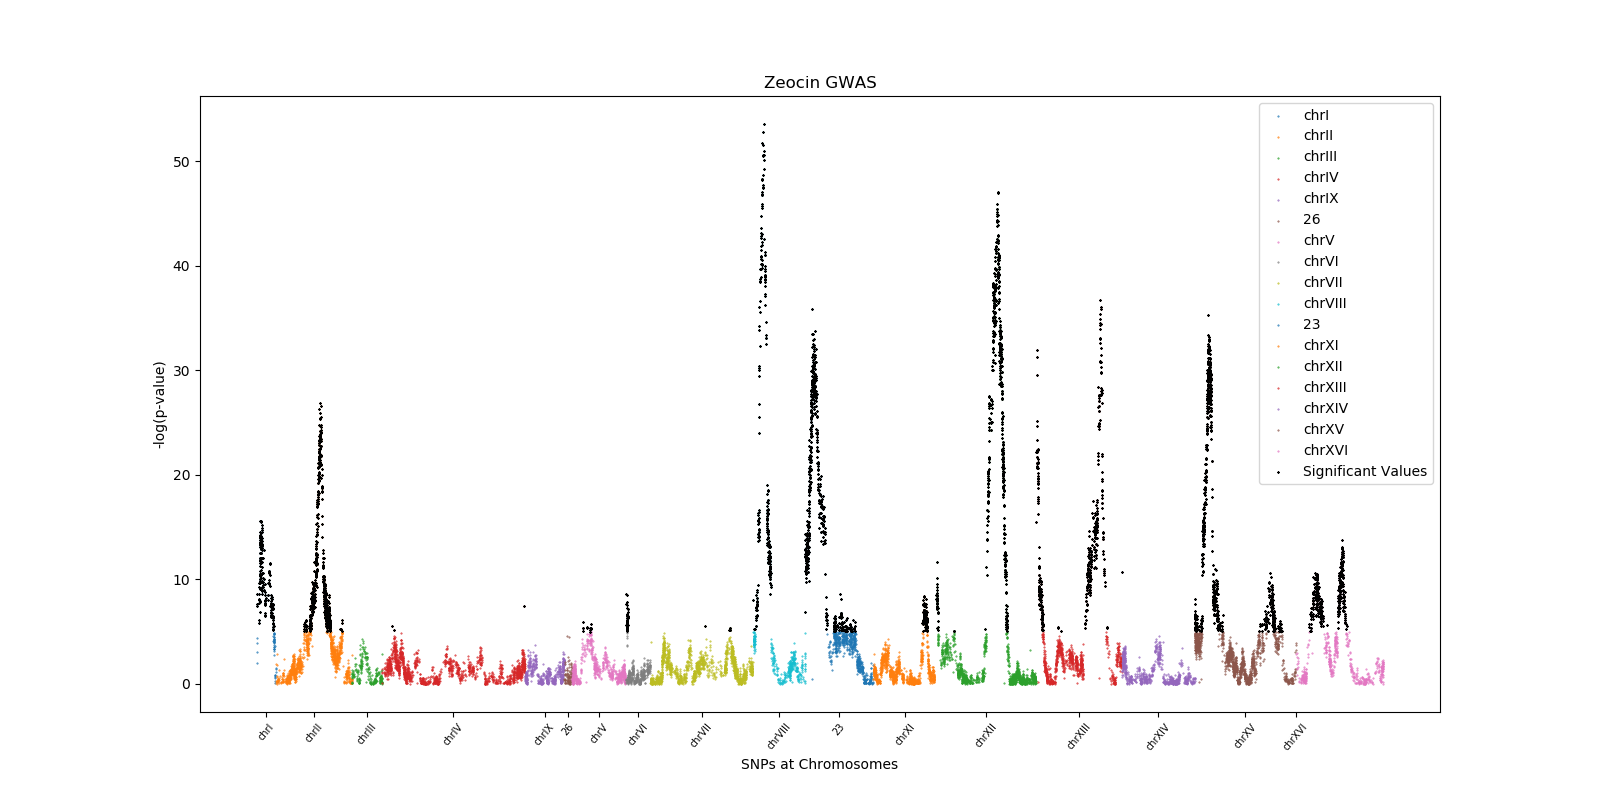 Zeocin GWAS
-log(p-value)
50
40
30
20
10
0
chrI
chrII
chrIII
chrIV
chrIX
26
chrV
chrVI
chrVII
chrVIII
23
chrXI
chrXII
chrXIII
chrXIV
chrXV
chrXVI
Significant Values
chrI
chrII
chrIII
chrIV
chrIX
26
chrV
chrVI
chrVII
chrVIII
23
chrXI
chrXII
chrXIII
chrXIV
chrXV
chrXVI
SNPs at Chromosomes